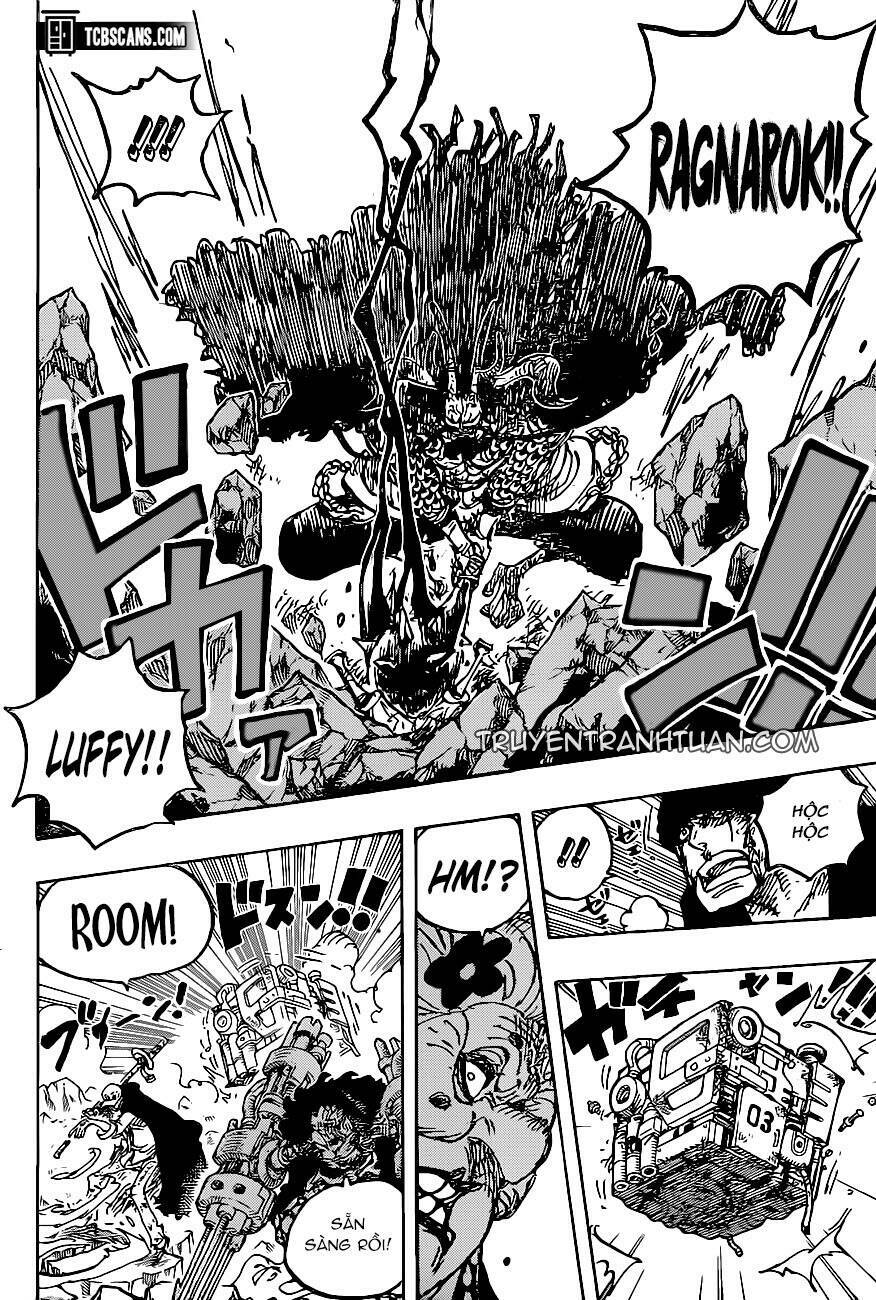 TCBSCANS.COM
!!!!
RAGNAROK!!
ドカァン!!!
LUFFY!!
TRUYENTRANHTUAN.COM
HỘC
HỘC
!!
HM!?
ROOM!
ドスン!!
ブゥーン!
SẴN
SÀNG RỒI!
ガチィン!!!
03